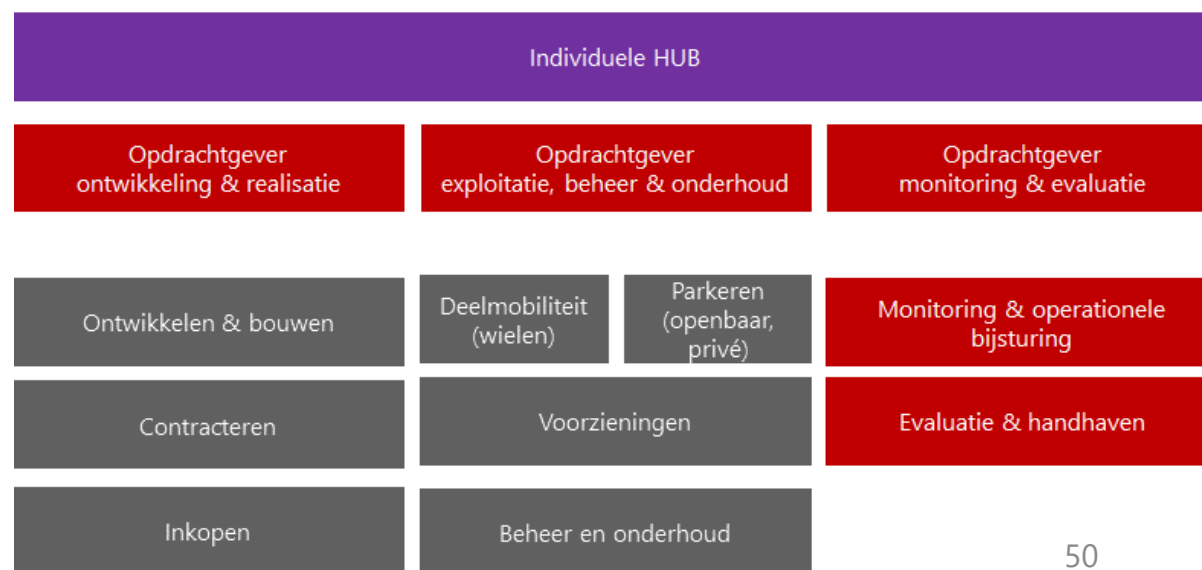 Individuele HUB
Opdrachtgever
ontwikkeling & realisatie
Opdrachtgever
exploitatie, beheer & onderhoud
Opdrachtgever
monitoring & evaluatie
Ontwikkelen & bouwen
Deelmobiliteit
(wielen)
Parkeren
(openbaar,
privé)
Monitoring & operationele
bijsturing
Contracteren
Voorzieningen
Evaluatie & handhaven
Inkopen
Beheer en onderhoud
50